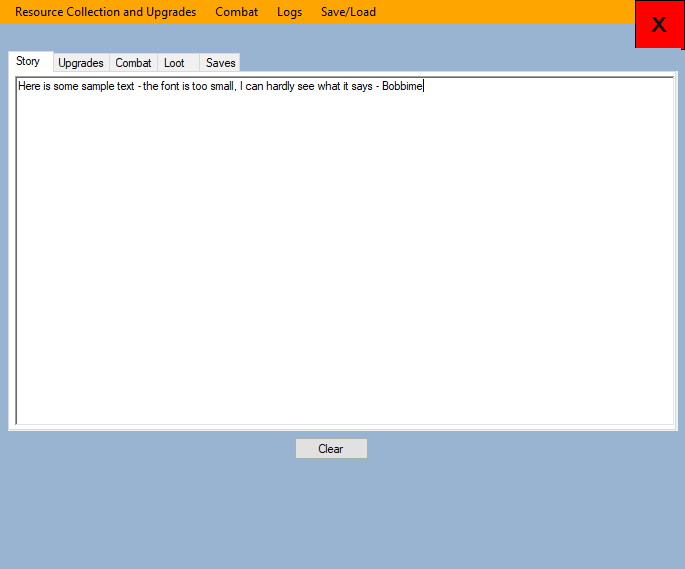 Resource Collection and Upgrades Combat Logs Save/Load X
Story Upgrades Combat Loot Saves
Here is some sample text - the font is too small, I can hardly see what it says - Bobbime
Clear